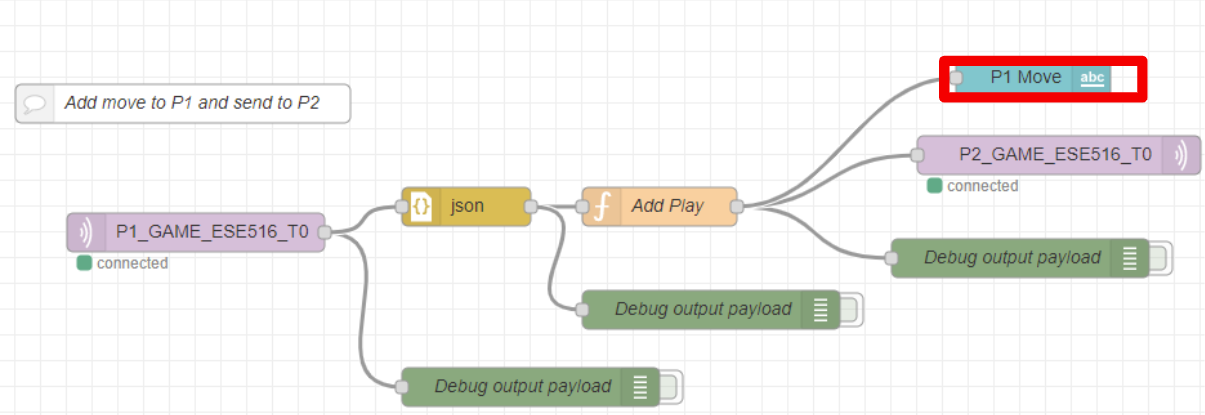 P1 Move
abc
Add move to P1 and send to P2
P2_GAME_ESE516_T0
connected
{} json
f Add Play
P1_GAME_ESE516_T0
connected
Debug output payload
Debug output payload
Debug output payload